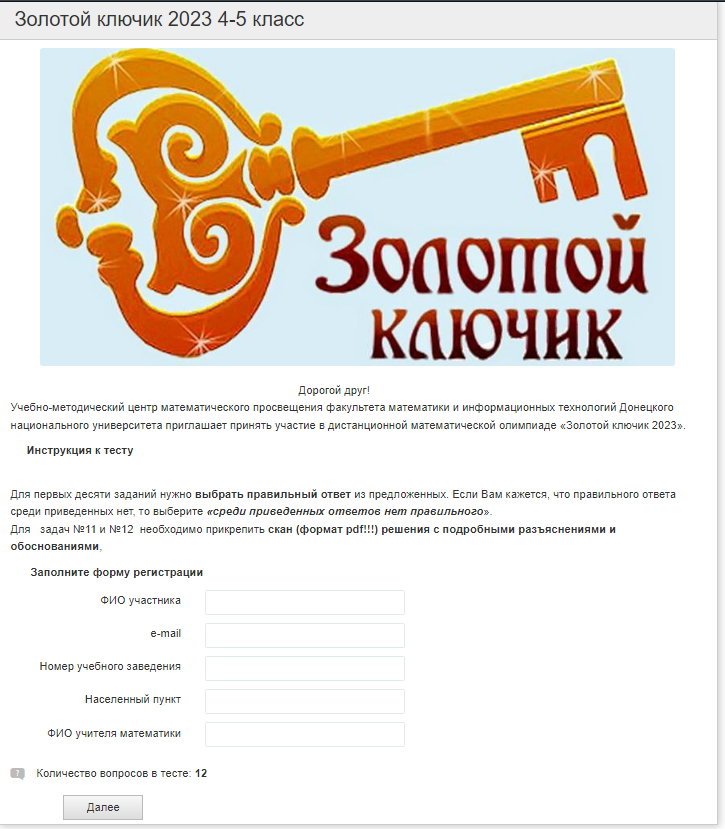 Золотой ключик 2023 4-5 класс
Золотой
ключик
Дорогой друг!
Учебно-методический центр математического просвещения факультета математики и информационных технологий Донецкого
национального университета приглашает принять участие в дистанционной математической олимпиаде «Золотой ключик 2023».
Инструкция к тесту
Для первых десяти заданий нужно выбрать правильный ответ из предложенных. Если Вам кажется, что правильного ответа
среди приведенных нет, то выберите «среди приведенных ответов нет правильного».
Для задач №11 и №12 необходимо прикрепить скан (формат pdf!!!) решения с подробными разъяснениями и
обоснованиями,
Заполните форму регистрации
ФИО участника
e-mail
Номер учебного заведения
Населенный пункт
ФИО учителя математики
? Количество вопросов в тесте: 12
Далее